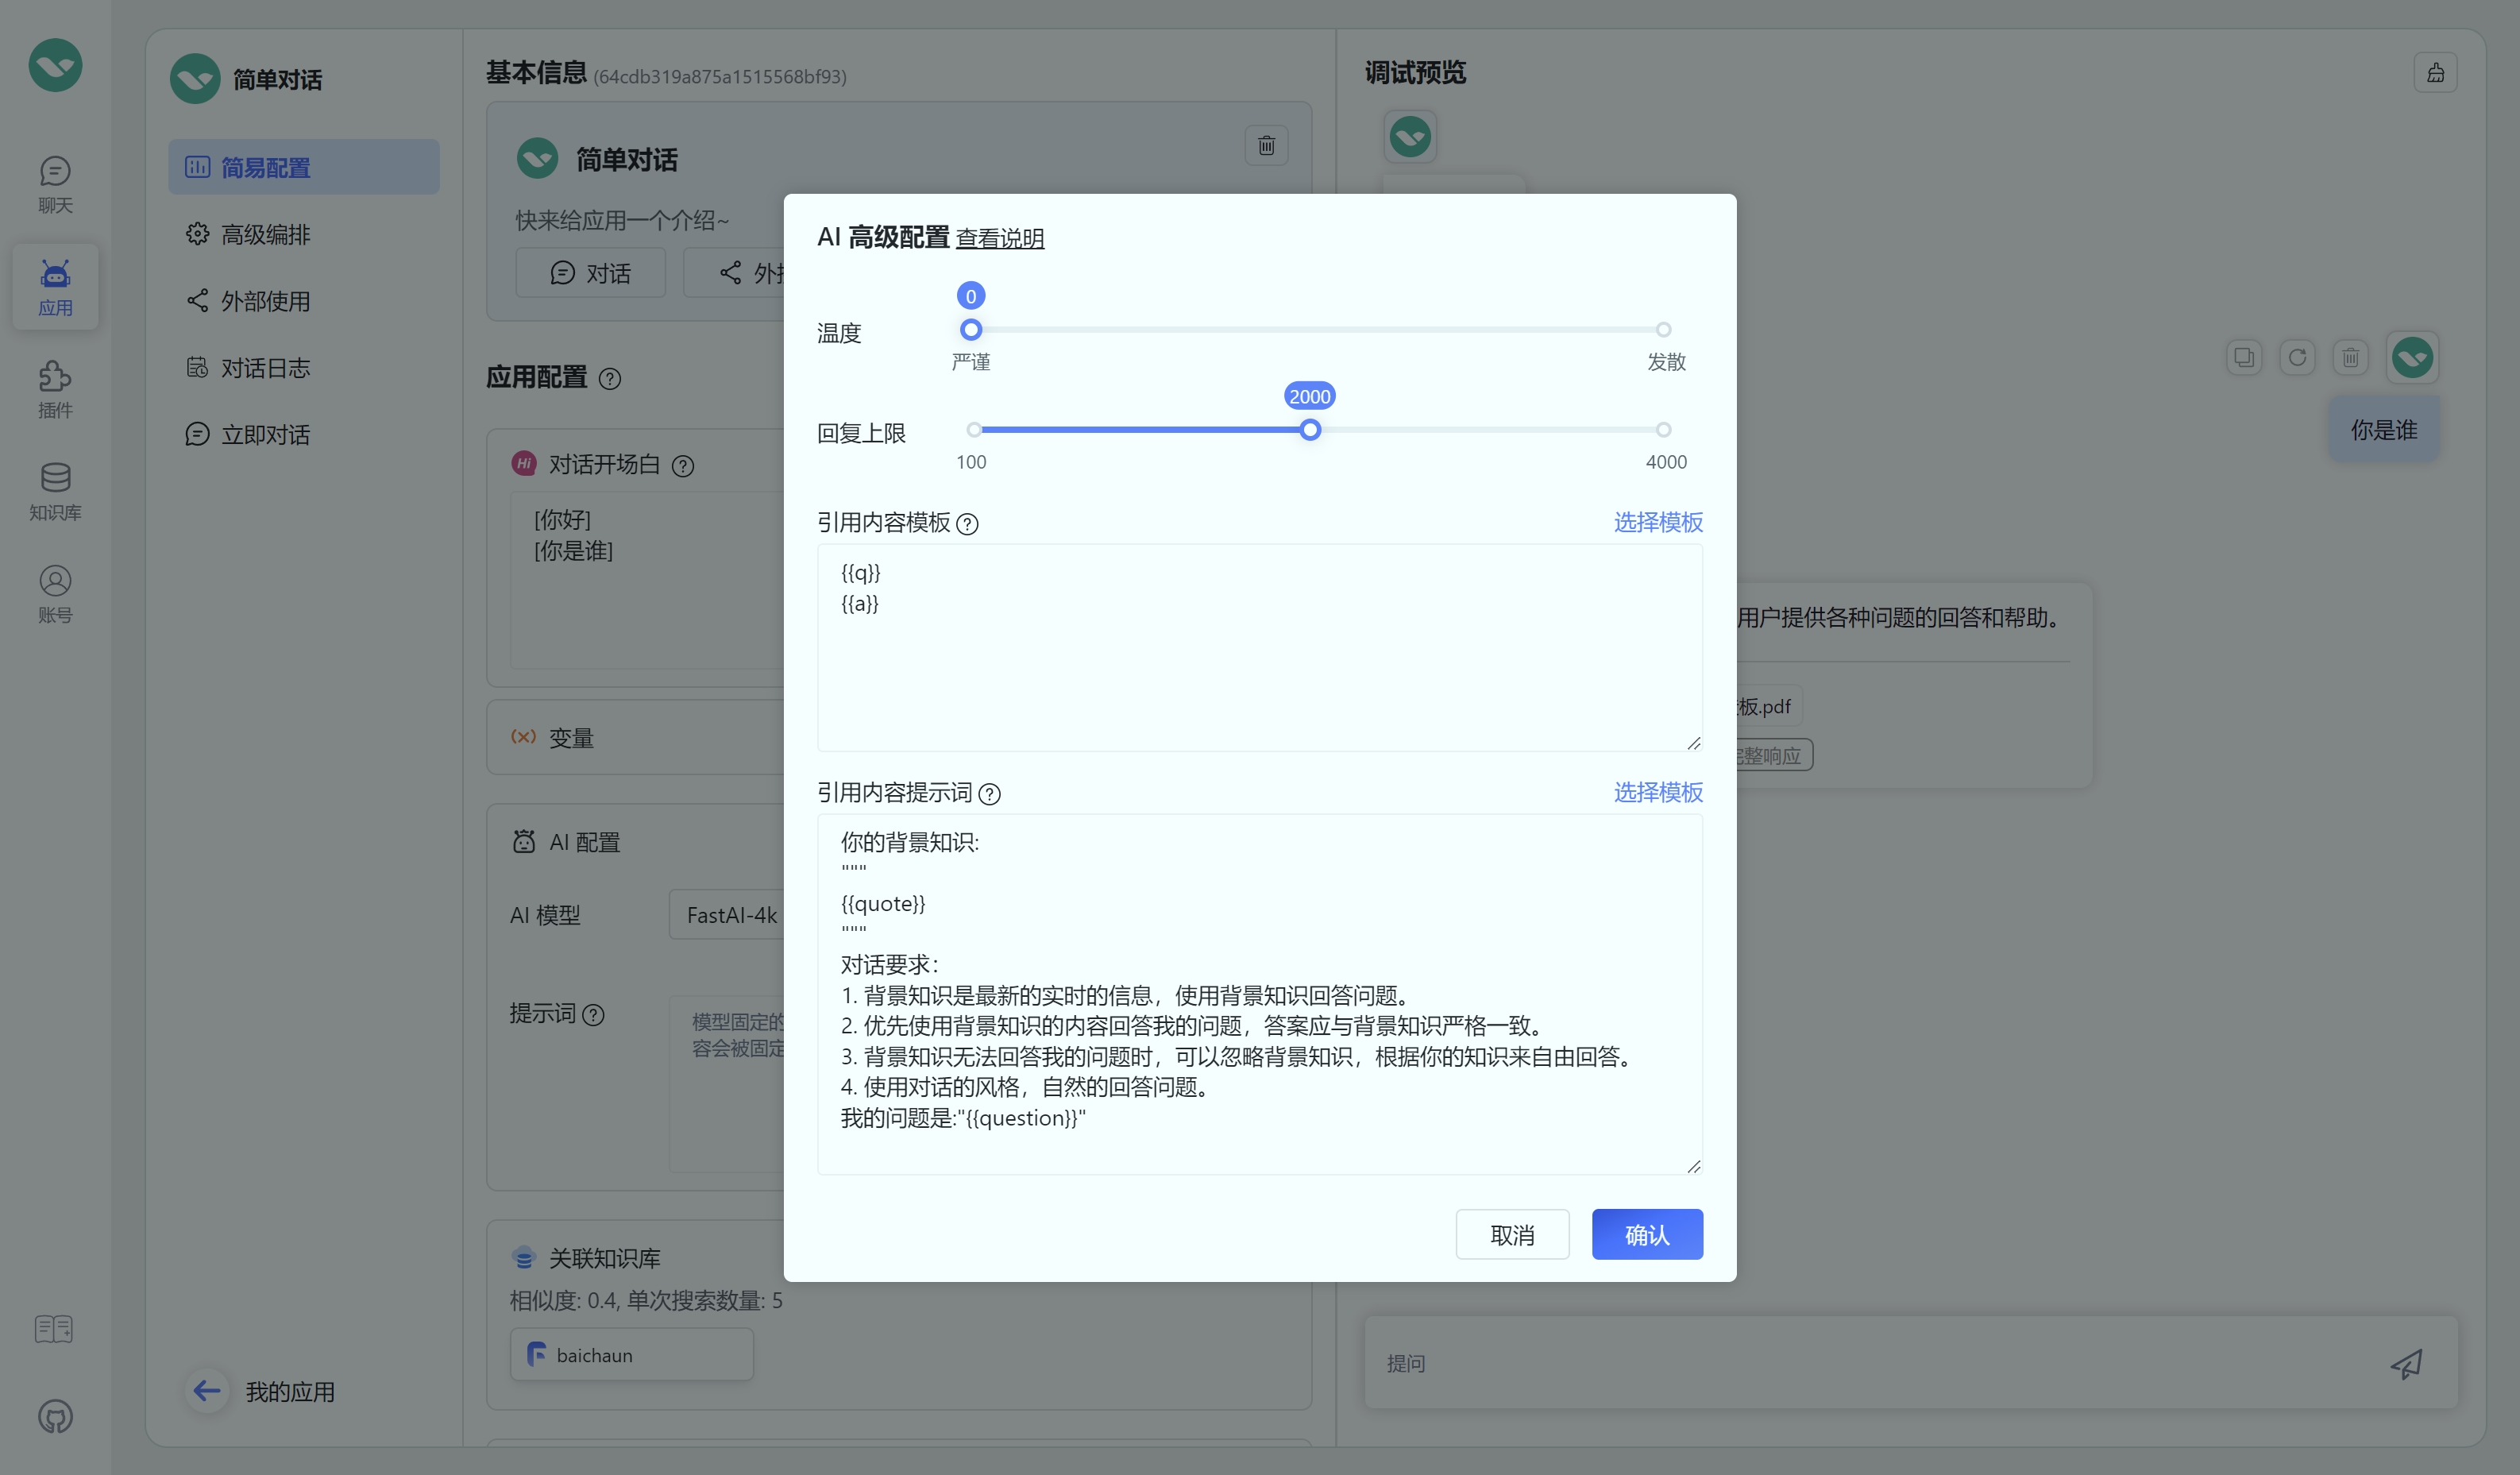 聊天
应用
插件
知识库
账号
简单对话
简易配置
高级编排
外部使用
对话日志
立即对话
我的应用
基本信息 (64cdb319a875a1515568bf93)
简单对话
快来给应用一个介绍~
对话
外
应用配置
对话开场白
[你好]
[你是谁]
变量
AI 配置
AI 模型
FastAI-4k
提示词
模型固定的
容会被固定
关联知识库
相似度: 0.4, 单次搜索数量: 5
baichaun
AI 高级配置 查看说明
温度
0
严谨
发散
回复上限
2000
100
4000
引用内容模板
选择模板
{{q}}
{{a}}
引用内容提示词
选择模板
你的背景知识:
"""
{{quote}}
"""
对话要求：
1. 背景知识是最新的实时的信息，使用背景知识回答问题。
2. 优先使用背景知识的内容回答我的问题，答案应与背景知识严格一致。
3. 背景知识无法回答我的问题时，可以忽略背景知识，根据你的知识来自由回答。
4. 使用对话的风格，自然的回答问题。
我的问题是:"{{question}}"
取消
确认
调试预览
你是谁
用户提供各种问题的回答和帮助。
板.pdf
完整响应
提问